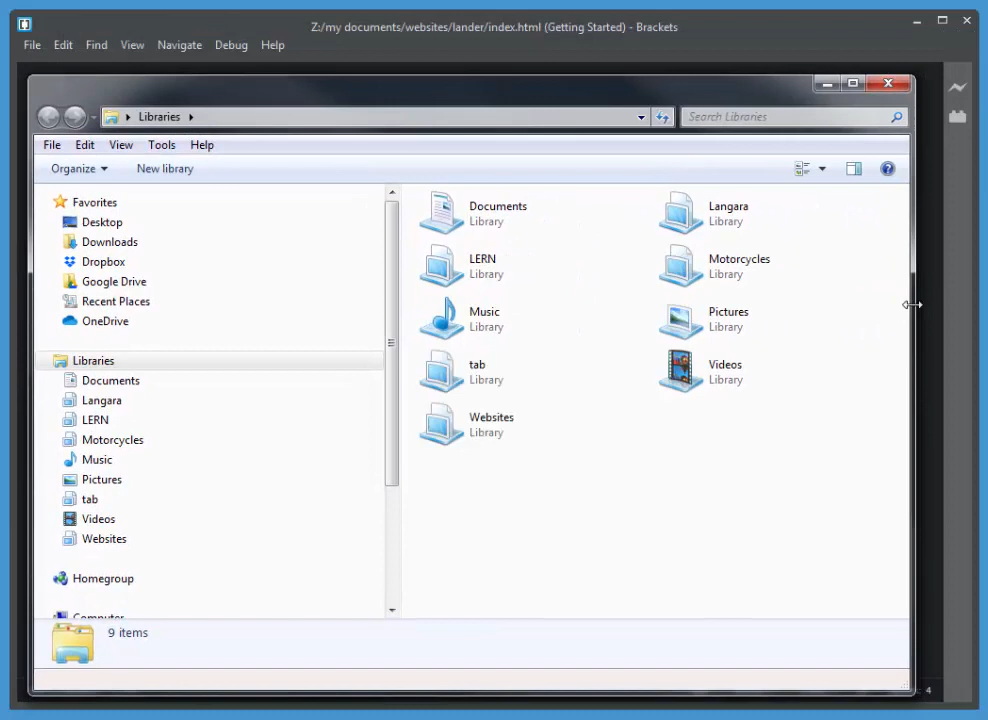 Z:/my documents/websites/lander/index.html (Getting Started) - Brackets
File Edit Find View Navigate Debug Help
Libraries
Search Libraries
File Edit View Tools Help
Organize New library
Favorites
Desktop
Downloads
Dropbox
Google Drive
Recent Places
OneDrive
Libraries
Documents
Langara
LERN
Motorcycles
Music
Pictures
tab
Videos
Websites
Homegroup
Computer
Documents
Library
Langara
Library
LERN
Library
Motorcycles
Library
Music
Library
Pictures
Library
tab
Library
Videos
Library
Websites
Library
9 items
4